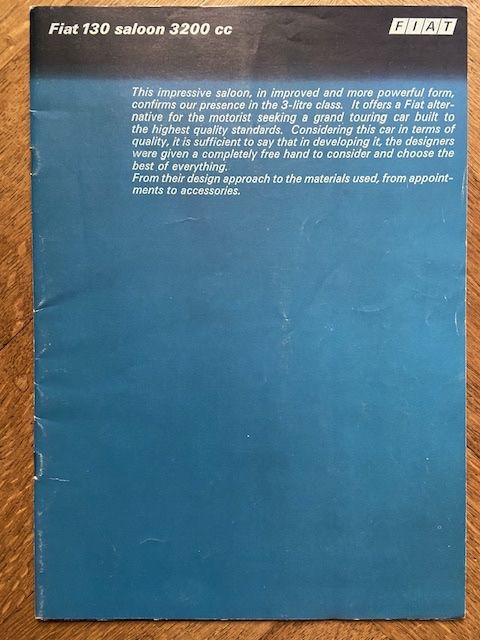 Fiat 130 saloon 3200 cc
FIAT
This impressive saloon, in improved and more powerful form,
confirms our presence in the 3-litre class. It offers a Fiat alter-
native for the motorist seeking a grand touring car built to
the highest quality standards. Considering this car in terms of
quality, it is sufficient to say that in developing it, the designers
were given a completely free hand to consider and choose the
best of everything.
From their design approach to the materials used, from appoint-
ments to accessories.